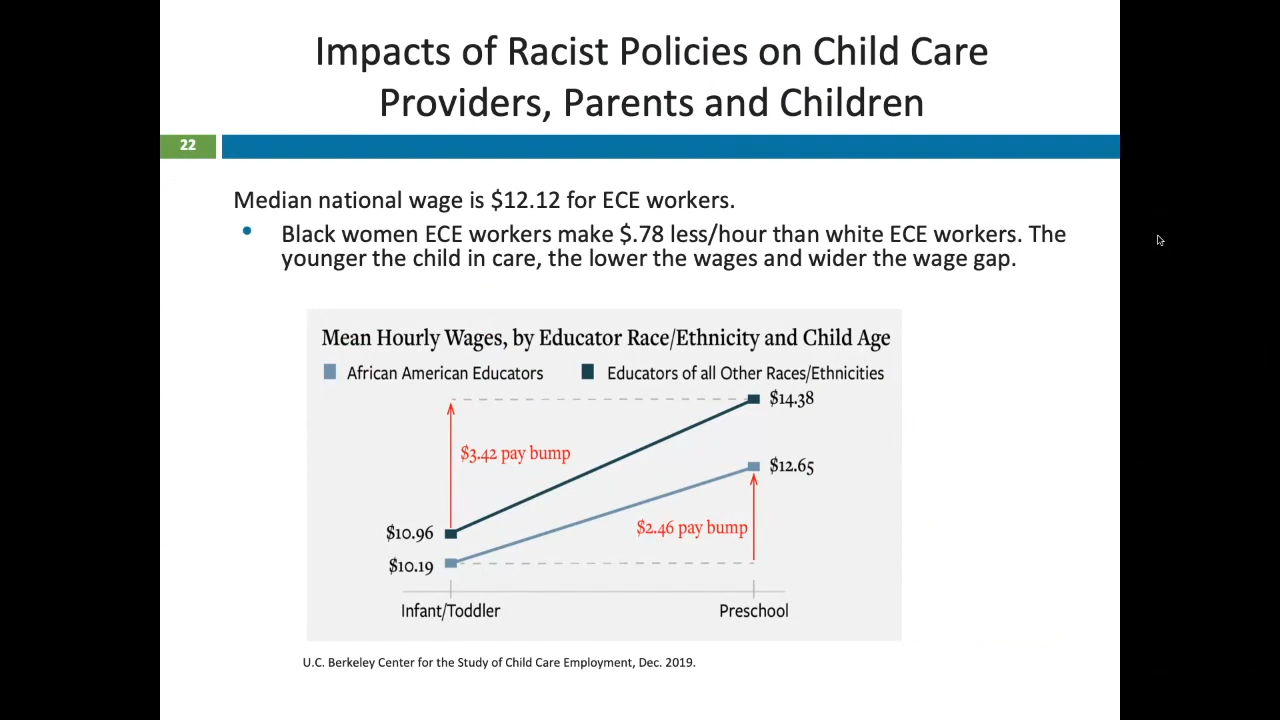 Impacts of Racist Policies on Child Care
Providers, Parents and Children
22
Median national wage is $12.12 for ECE workers.
• Black women ECE workers make $.78 less/hour than white ECE workers. The
younger the child in care, the lower the wages and wider the wage gap.
Mean Hourly Wages, by Educator Race/Ethnicity and Child Age
African American Educators Educators of all Other Races/Ethnicities
$14.38
$3.42 pay bump
$12.65
$10.96
$2.46 pay bump
$10.19
Infant/Toddler Preschool
U.C. Berkeley Center for the Study of Child Care Employment, Dec. 2019.